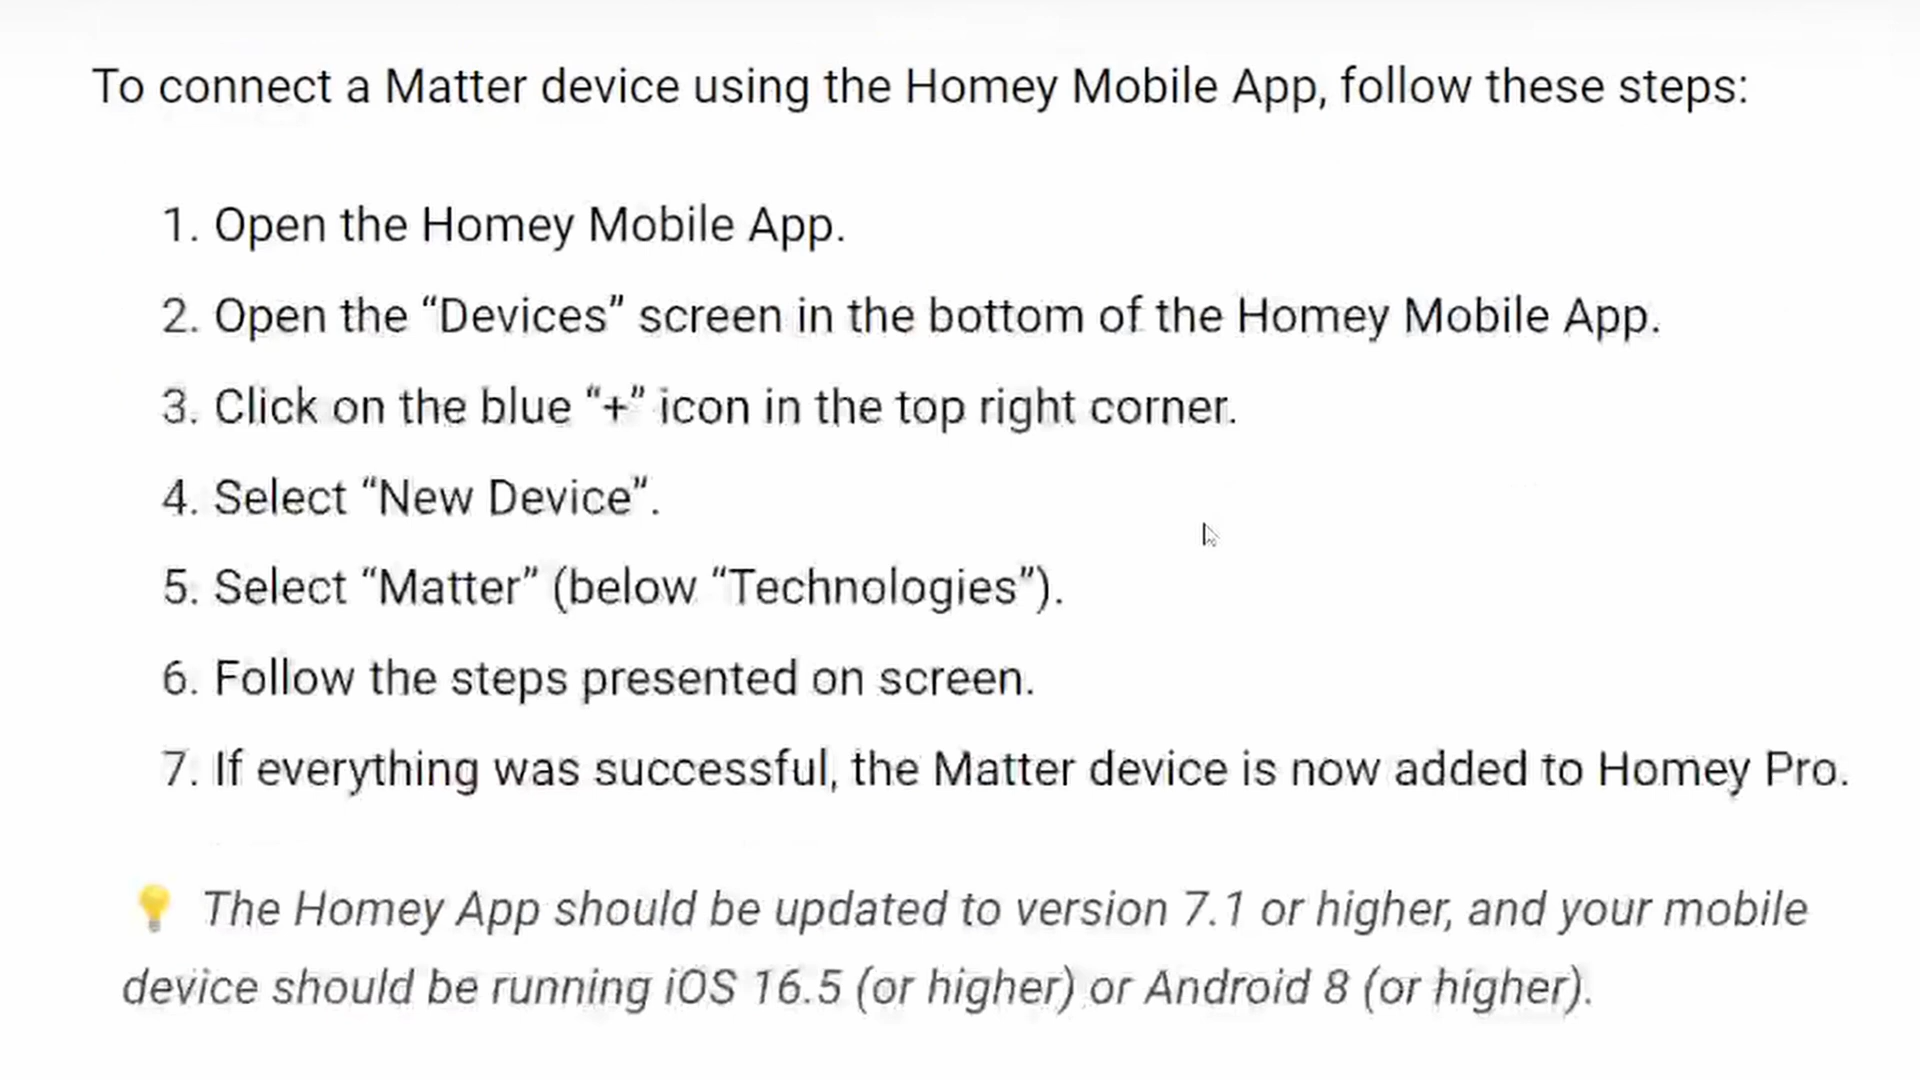 To connect a Matter device using the Homey Mobile App, follow these steps:
1. Open the Homey Mobile App.
2. Open the “Devices” screen in the bottom of the Homey Mobile App.
3. Click on the blue “+” icon in the top right corner.
4. Select “New Device”.
5. Select “Matter” (below “Technologies”).
6. Follow the steps presented on screen.
7. If everything was successful, the Matter device is now added to Homey Pro.
💡 The Homey App should be updated to version 7.1 or higher, and your mobile
device should be running iOS 16.5 (or higher) or Android 8 (or higher).